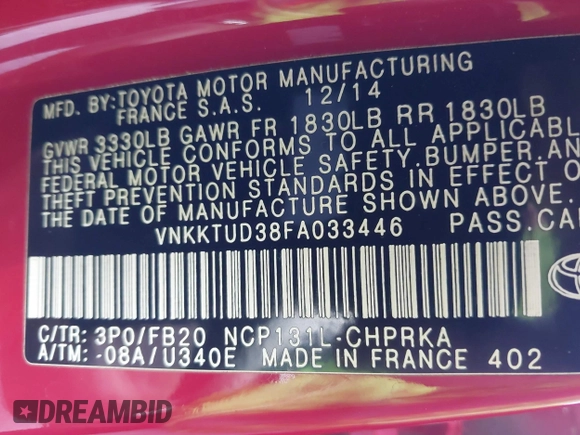 MFD. BY:TOYOTA MOTOR MANUFACTURING
FRANCE S.A.S. 12/14
GVWR 3330LB GAWR FR 1830LB RR 1830LB
THIS VEHICLE CONFORMS TO ALL APPLICABLE
FEDERAL MOTOR VEHICLE SAFETY,BUMPER,AN
THEFT PREVENTION STANDARDS IN EFFECT O
THE DATE OF MANUFACTURE SHOWN ABOVE.
VNKKTUD38FA033446 PASS.CA
C/TR: 3P0/FB20 NCP131L-CHPRKA
A/TM: -08A/U340E MADE IN FRANCE 402
DREAMBID